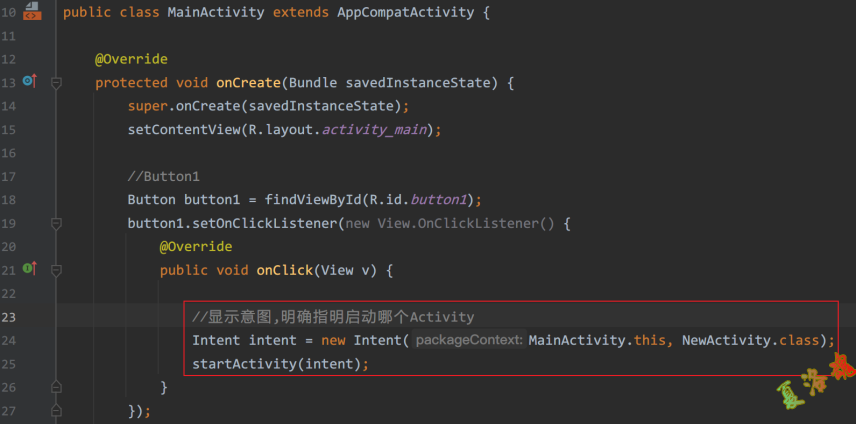 10 public class MainActivity extends AppCompatActivity {
11
12 @Override
13 protected void onCreate(Bundle savedInstanceState) {
14 super.onCreate(savedInstanceState);
15 setContentView(R.layout.activity_main);
16
17 //Button1
18 Button button1 = findViewById(R.id.button1);
19 button1.setOnClickListener(new View.OnClickListener() {
20 @Override
21 public void onClick(View v) {
22
23 //显示意图,明确指明启动哪个Activity
24 Intent intent = new Intent( packageContext: MainActivity.this, NewActivity.class);
25 startActivity(intent);
26 }
27 });